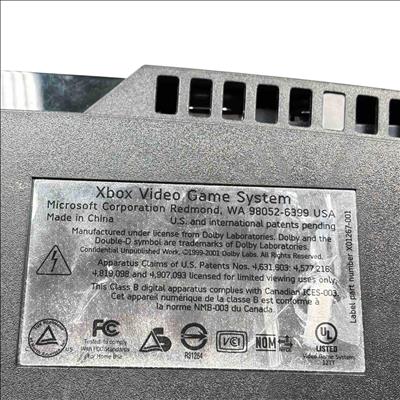 Xbox Video Game System
Microsoft Corporation Redmond, WA 98052-6399 USA
Made in China
U.S. and international patents pending
Manufactured under license from Dolby Laboratories. Dolby and the
Double-D symbol are trademarks of Dolby Laboratories.
Confidential Unpublished Work. ©1999-2001 Dolby Labs. All Rights Reserved
Apparatus Claims of U.S. Patents Nos. 4,631,603; 4,577,216;
4,819,098 and 4,907,093 licensed for limited viewing uses only.
This Class B digital apparatus complies with Canadian ICES-003.
Cet appareil numérique de la classe B est conforme à
la norme NMB-003 du Canada.
Label part number X01267-001
FC
Tested to comply
with FCC Standards
For Home Use
R31254
VCI
NOM
UL
LISTED
Video Game System